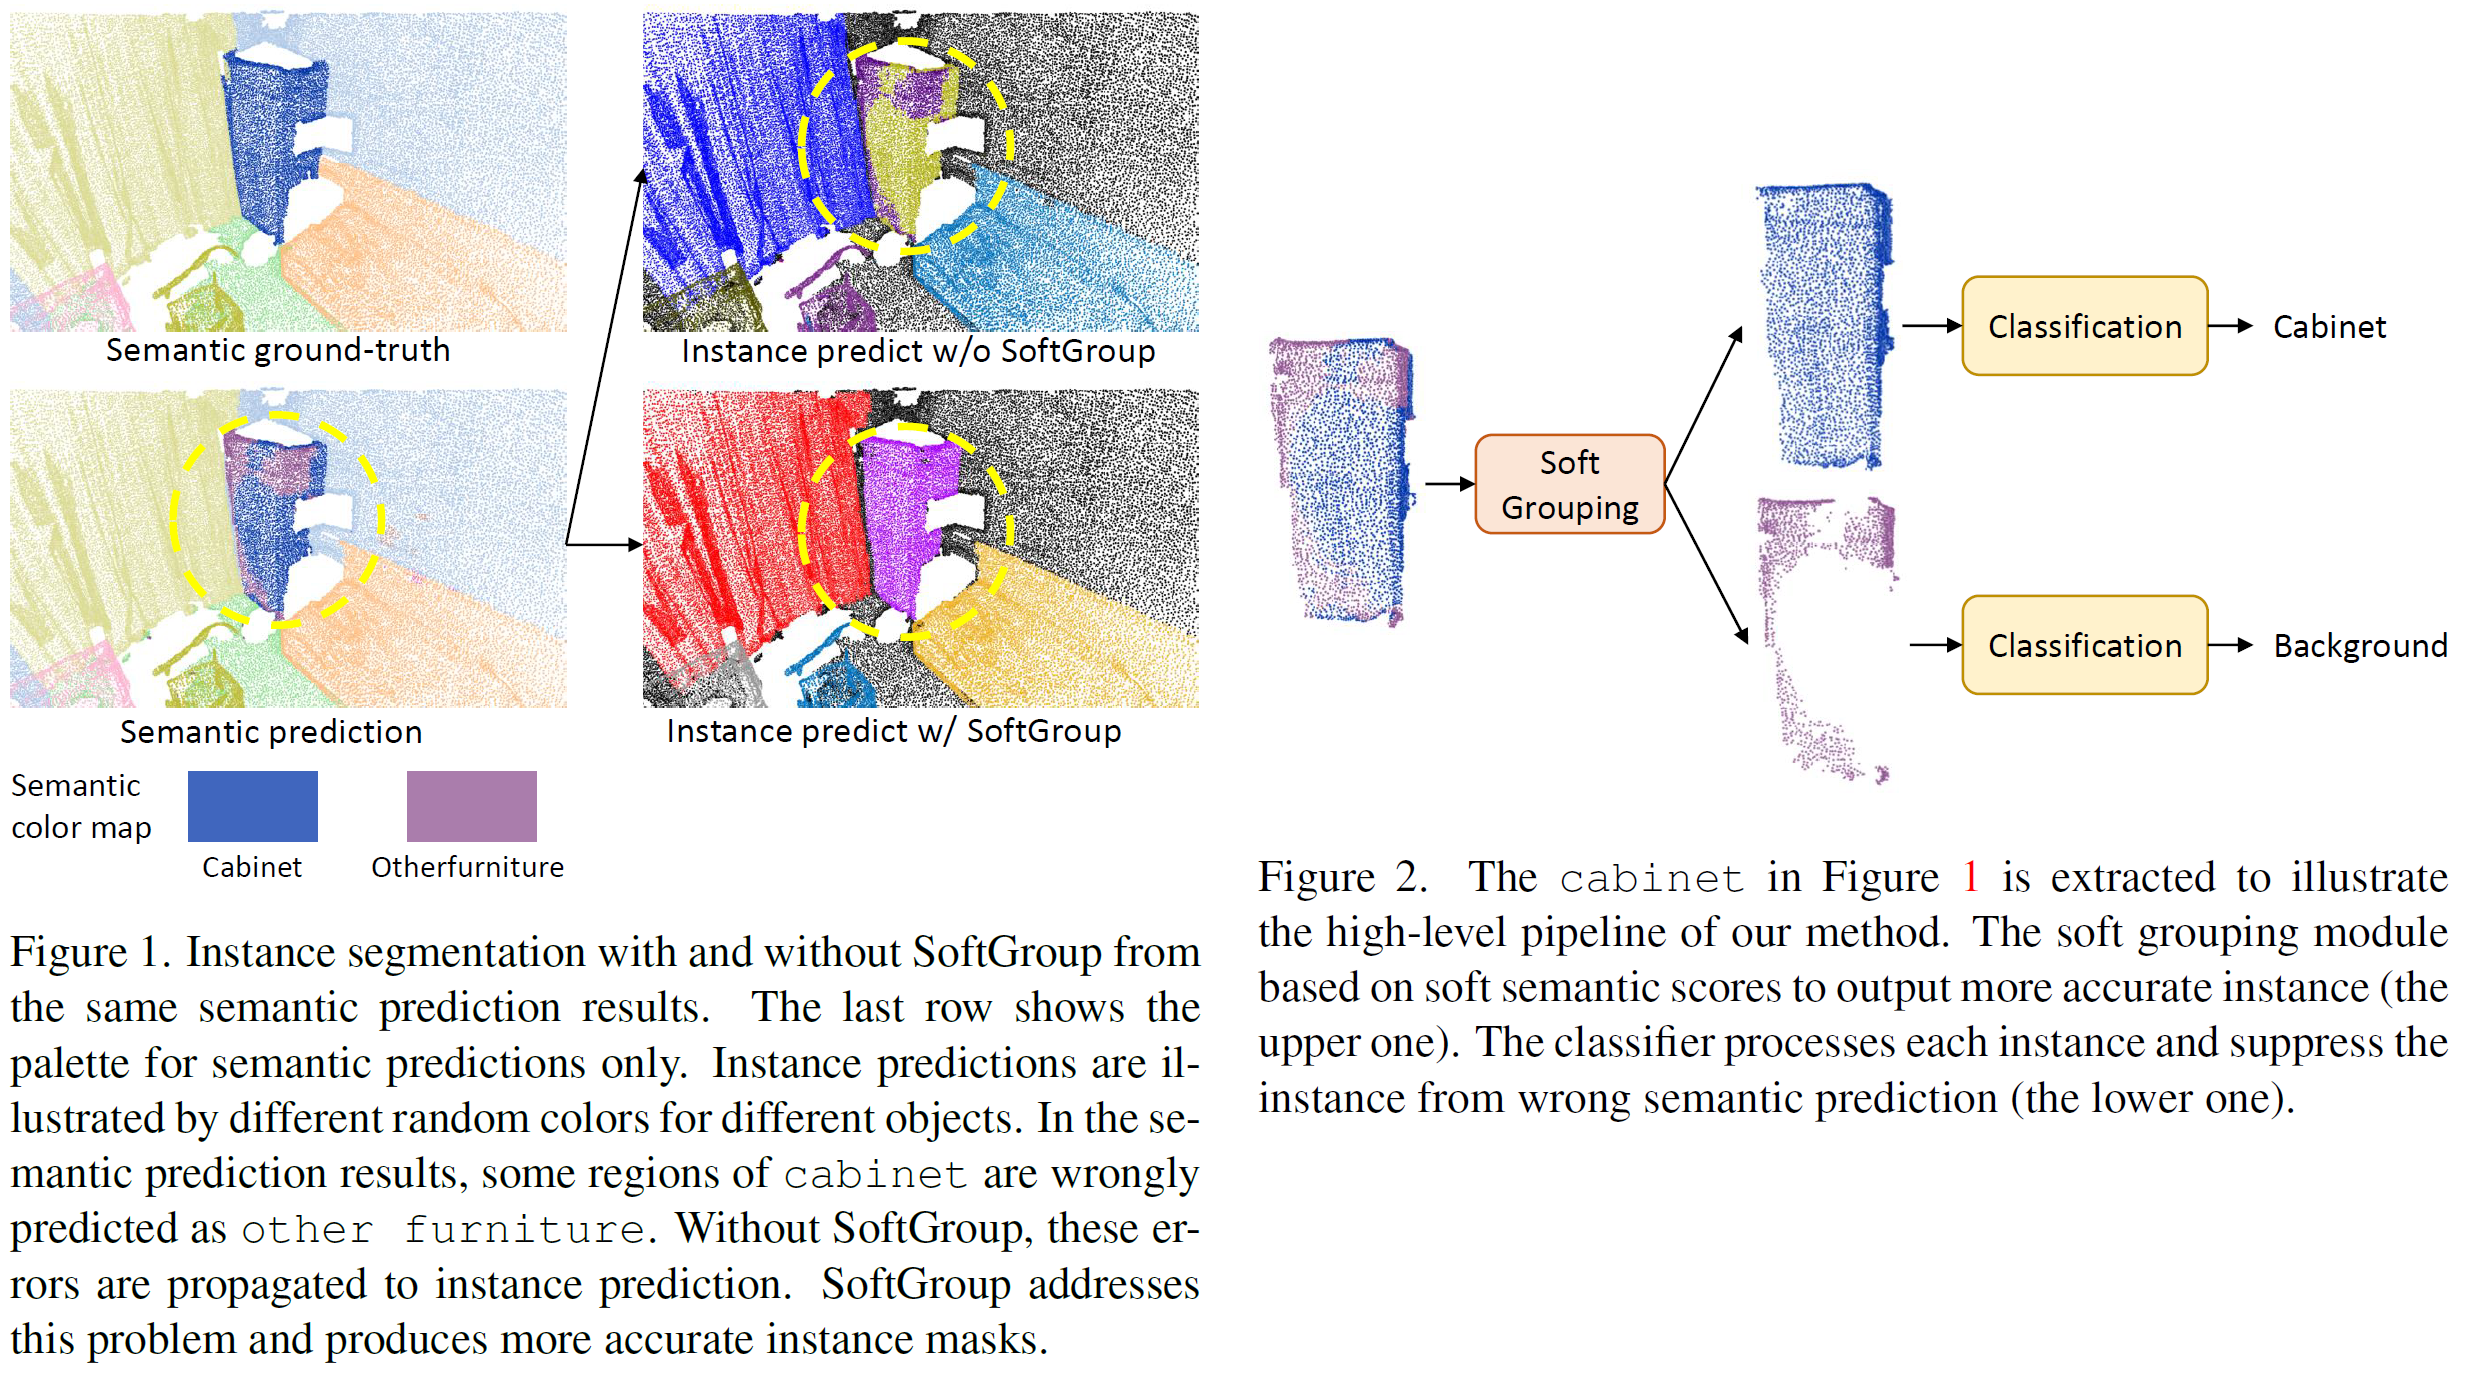 Semantic ground-truth
Instance predict w/o SoftGroup
Semantic prediction
Instance predict w/ SoftGroup
Semantic
color map
Cabinet
Otherfurniture
Figure 1. Instance segmentation with and without SoftGroup from
the same semantic prediction results. The last row shows the
palette for semantic predictions only. Instance predictions are il-
lustrated by different random colors for different objects. In the se-
mantic prediction results, some regions of cabinet are wrongly
predicted as other furniture. Without SoftGroup, these er-
rors are propagated to instance prediction. SoftGroup addresses
this problem and produces more accurate instance masks.
Soft
Grouping
Classification
Cabinet
Classification
Background
Figure 2. The cabinet in Figure 1 is extracted to illustrate
the high-level pipeline of our method. The soft grouping module
based on soft semantic scores to output more accurate instance (the
upper one). The classifier processes each instance and suppress the
instance from wrong semantic prediction (the lower one).